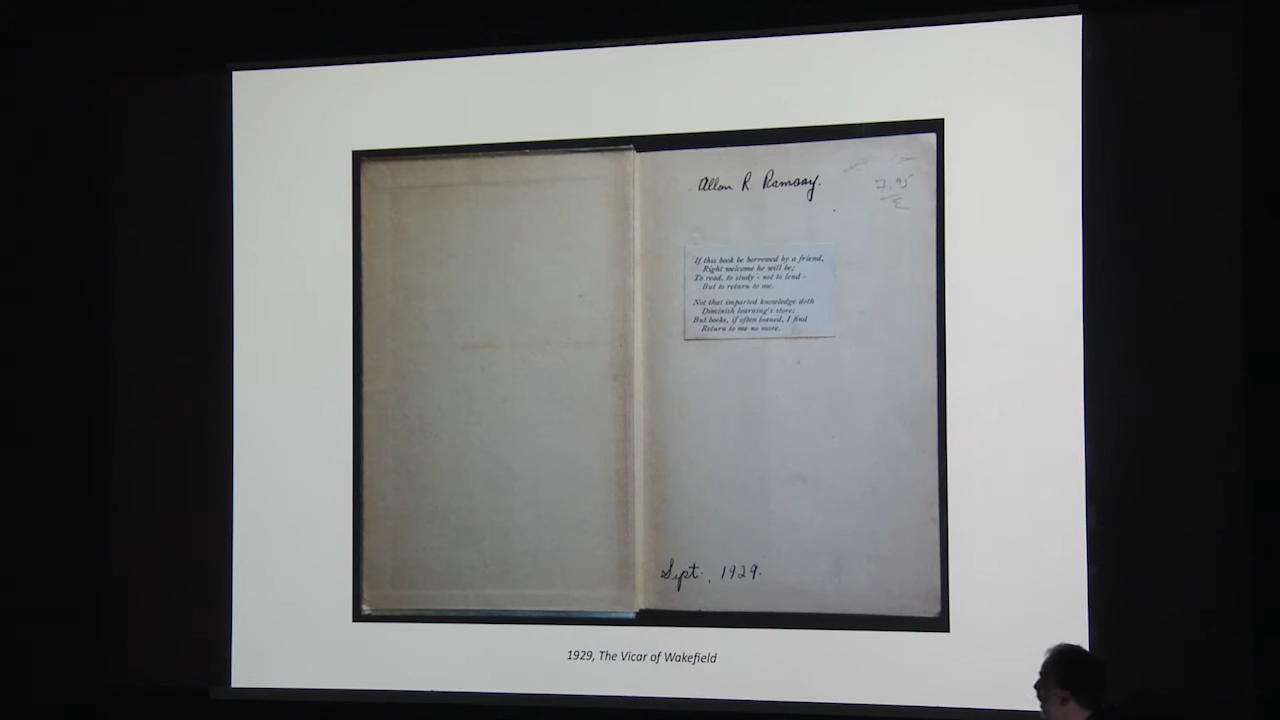 Allan R. Ramsay.
7.95
If this book be borrowed by a friend,
Right welcome he will be;
To read, to study - not to lend -
But to return to me.
Not that imparted knowledge doth
Diminish learning's store;
But books, if often loaned, I find
Return to me no more.
Sept., 1929.
1929, The Vicar of Wakefield